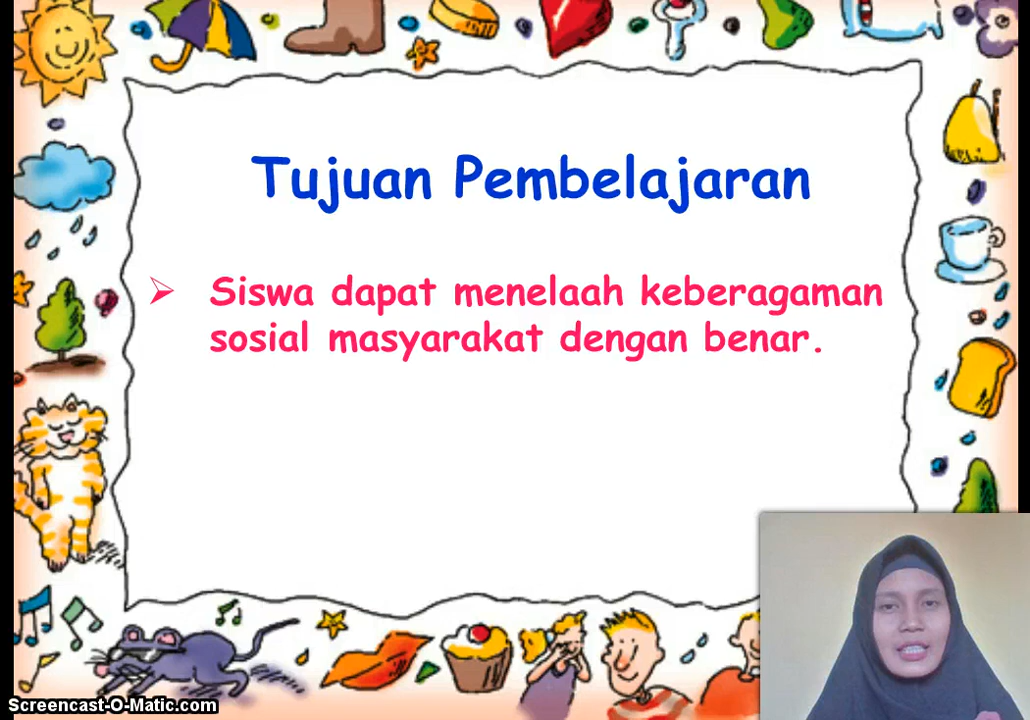 Tujuan Pembelajaran
Siswa dapat menelaah keberagaman
sosial masyarakat dengan benar.
Screencast-O-Matic.com